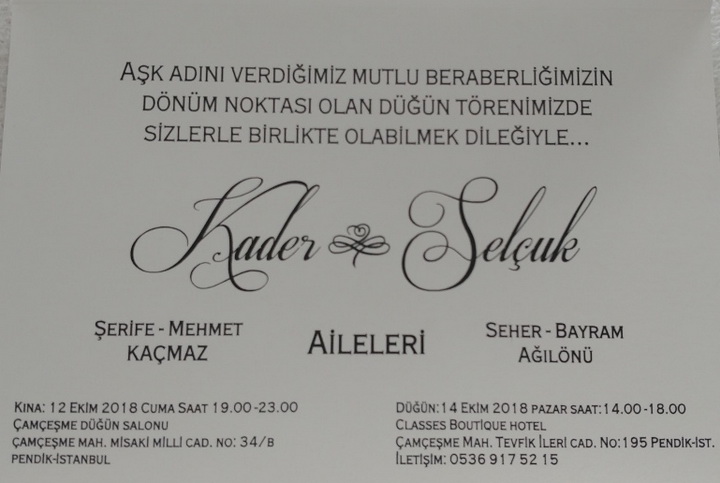 AŞK ADINI VERDİĞİMİZ MUTLU BERABERLİĞİMİZİN
DÖNÜM NOKTASI OLAN DÜĞÜN TÖRENİMİZDE
SİZLERLE BİRLİKTE OLABİLMEK DİLEĞİYLE...
Kader Selçuk
ŞERİFE - MEHMET
KAÇMAZ
AİLELERİ
SEHER - BAYRAM
AĞILÖNÜ
KINA: 12 EKİM 2018 CUMA SAAT 19.00-23.00
ÇAMÇEŞME DÜĞÜN SALONU
ÇAMÇEŞME MAH. MİSAKİ MİLLİ CAD. NO: 34/B
PENDİK-İSTANBUL
DÜĞÜN:14 EKİM 2018 PAZAR SAAT:14.00-18.00
CLASSES BOUTIQUE HOTEL
ÇAMÇEŞME MAH. TEVFİK İLERİ CAD. NO:195 PENDİK-İST.
İLETİŞİM: 0536 917 52 15